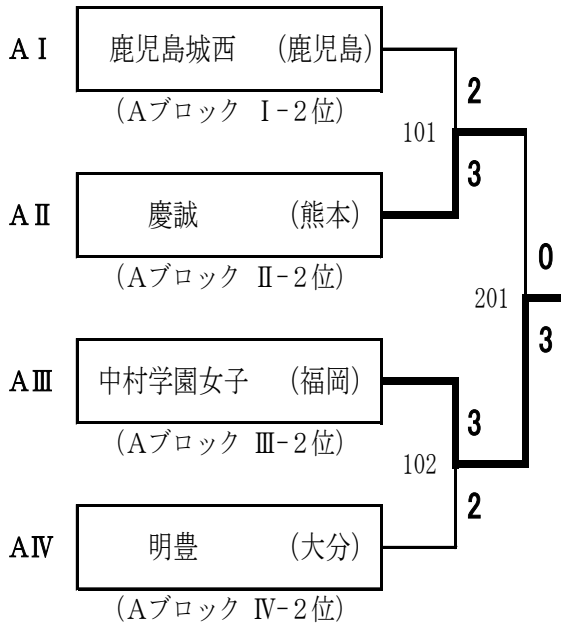 AⅠ 鹿児島城西 (鹿児島)
(Aブロック Ⅰ-2位)
2
101
3
AⅡ 慶誠 (熊本)
(Aブロック Ⅱ-2位)
0
201
3
AⅢ 中村学園女子 (福岡)
(Aブロック Ⅲ-2位)
3
102
2
AⅣ 明豊 (大分)
(Aブロック Ⅳ-2位)